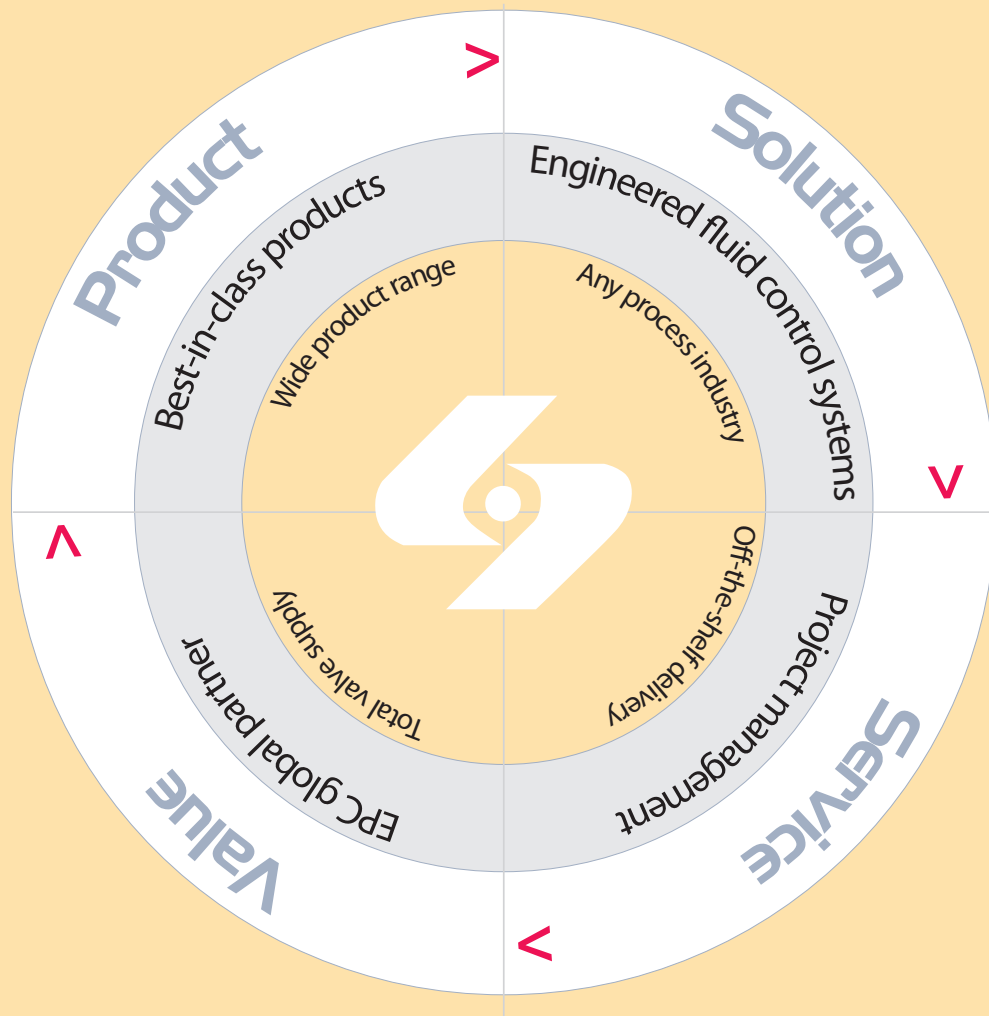 Product
Best-in-class products
Wide product range
>
Solution
Engineered fluid control systems
Any process industry
>
Service
Project management
Off-the-shelf delivery
>
Value
EPC global partner
Total valve supply
>